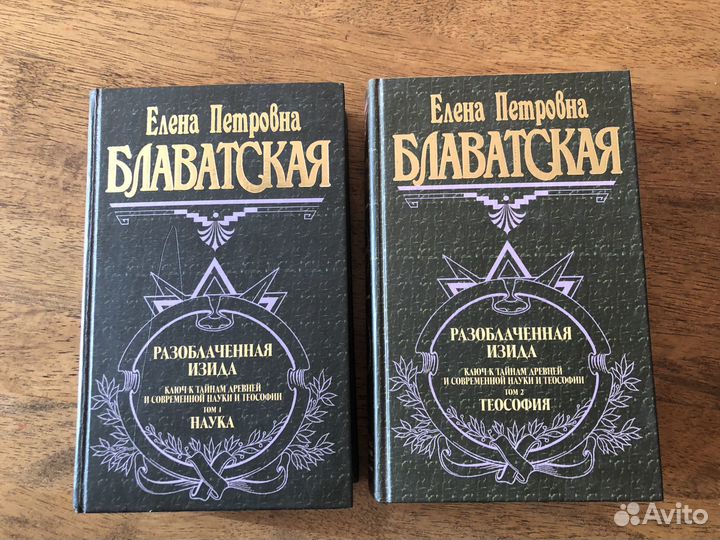 Елена Петровна
БЛАВАТСКАЯ
РАЗОБЛАЧЕННАЯ
ИЗИДА
КЛЮЧ К ТАЙНАМ ДРЕВНЕЙ
И СОВРЕМЕННОЙ НАУКИ И ТЕОСОФИИ
ТОМ 1
НАУКА
Елена Петровна
БЛАВАТСКАЯ
РАЗОБЛАЧЕННАЯ
ИЗИДА
КЛЮЧ К ТАЙНАМ ДРЕВНЕЙ
И СОВРЕМЕННОЙ НАУКИ И ТЕОСОФИИ
ТОМ 2
ТЕОСОФИЯ
Avito